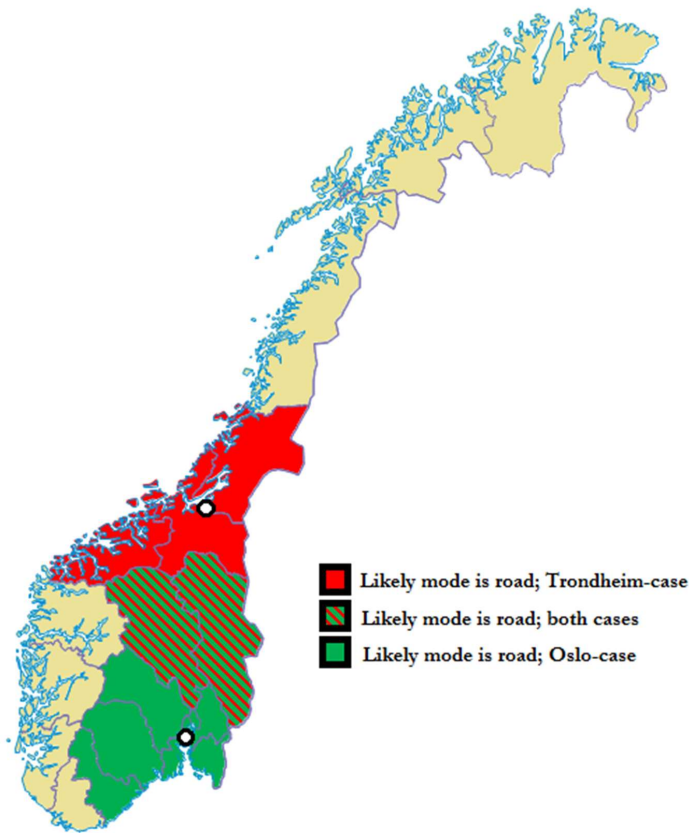 Likely mode is road; Trondheim-case
Likely mode is road; both cases
Likely mode is road; Oslo-case